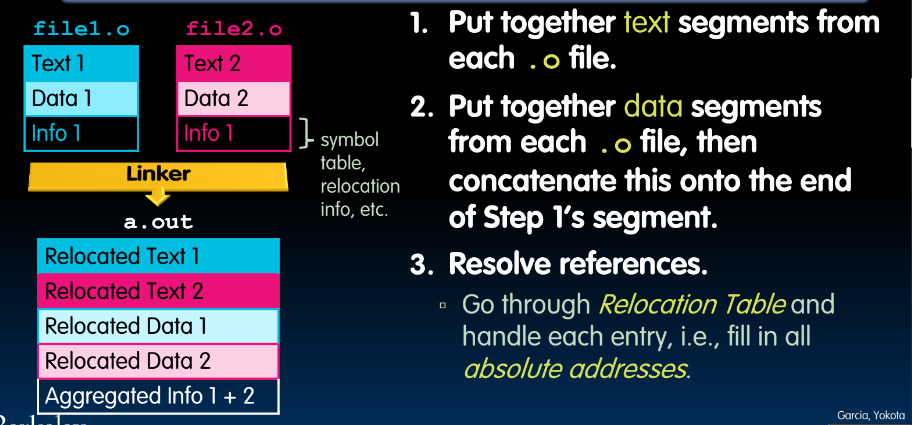 file1.o
file2.o
Text 1
Text 2
Data 1
Data 2
Info 1
Info 1
symbol
table,
relocation
info, etc.
Linker
a.out
Relocated Text 1
Relocated Text 2
Relocated Data 1
Relocated Data 2
Aggregated Info 1 + 2
1. Put together text segments from
each .o file.
2. Put together data segments
from each .o file, then
concatenate this onto the end
of Step 1's segment.
3. Resolve references.
▫ Go through Relocation Table and
handle each entry, i.e., fill in all
absolute addresses.
Garcia, Yokota